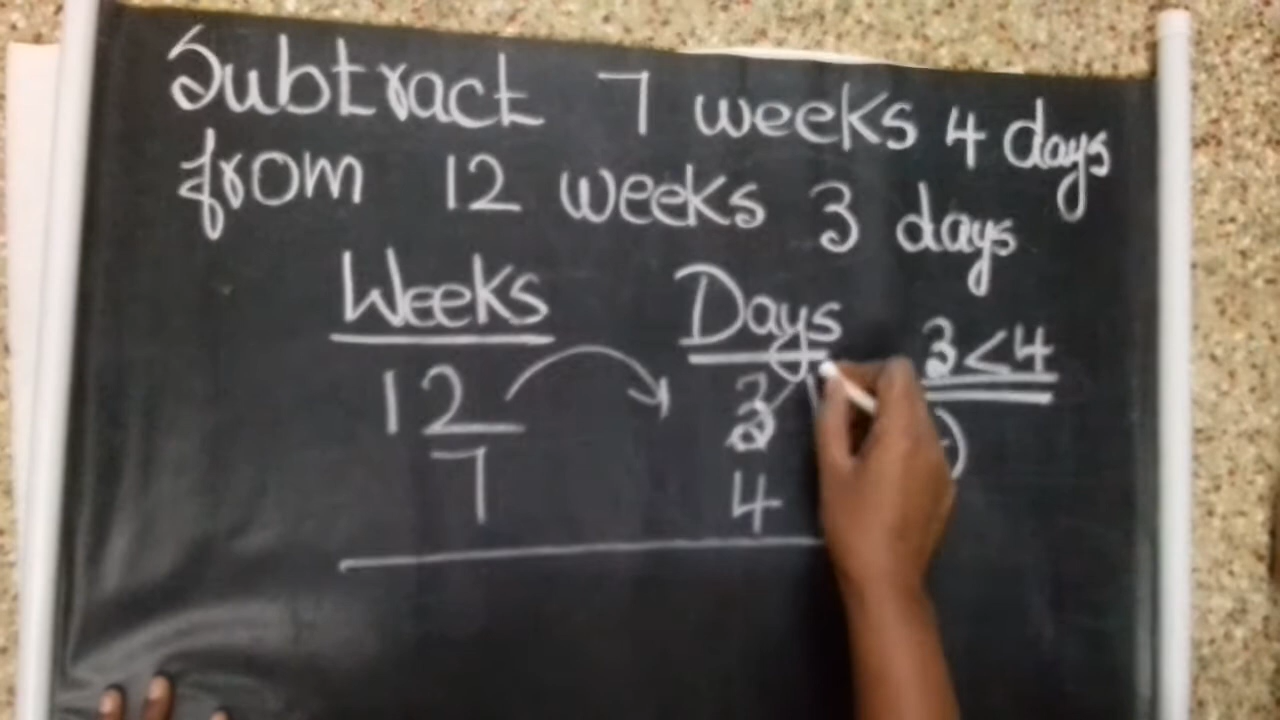 Subtract 7 weeks 4 days
from 12 weeks 3 days
Weeks Days
12 3 3<4
7 4